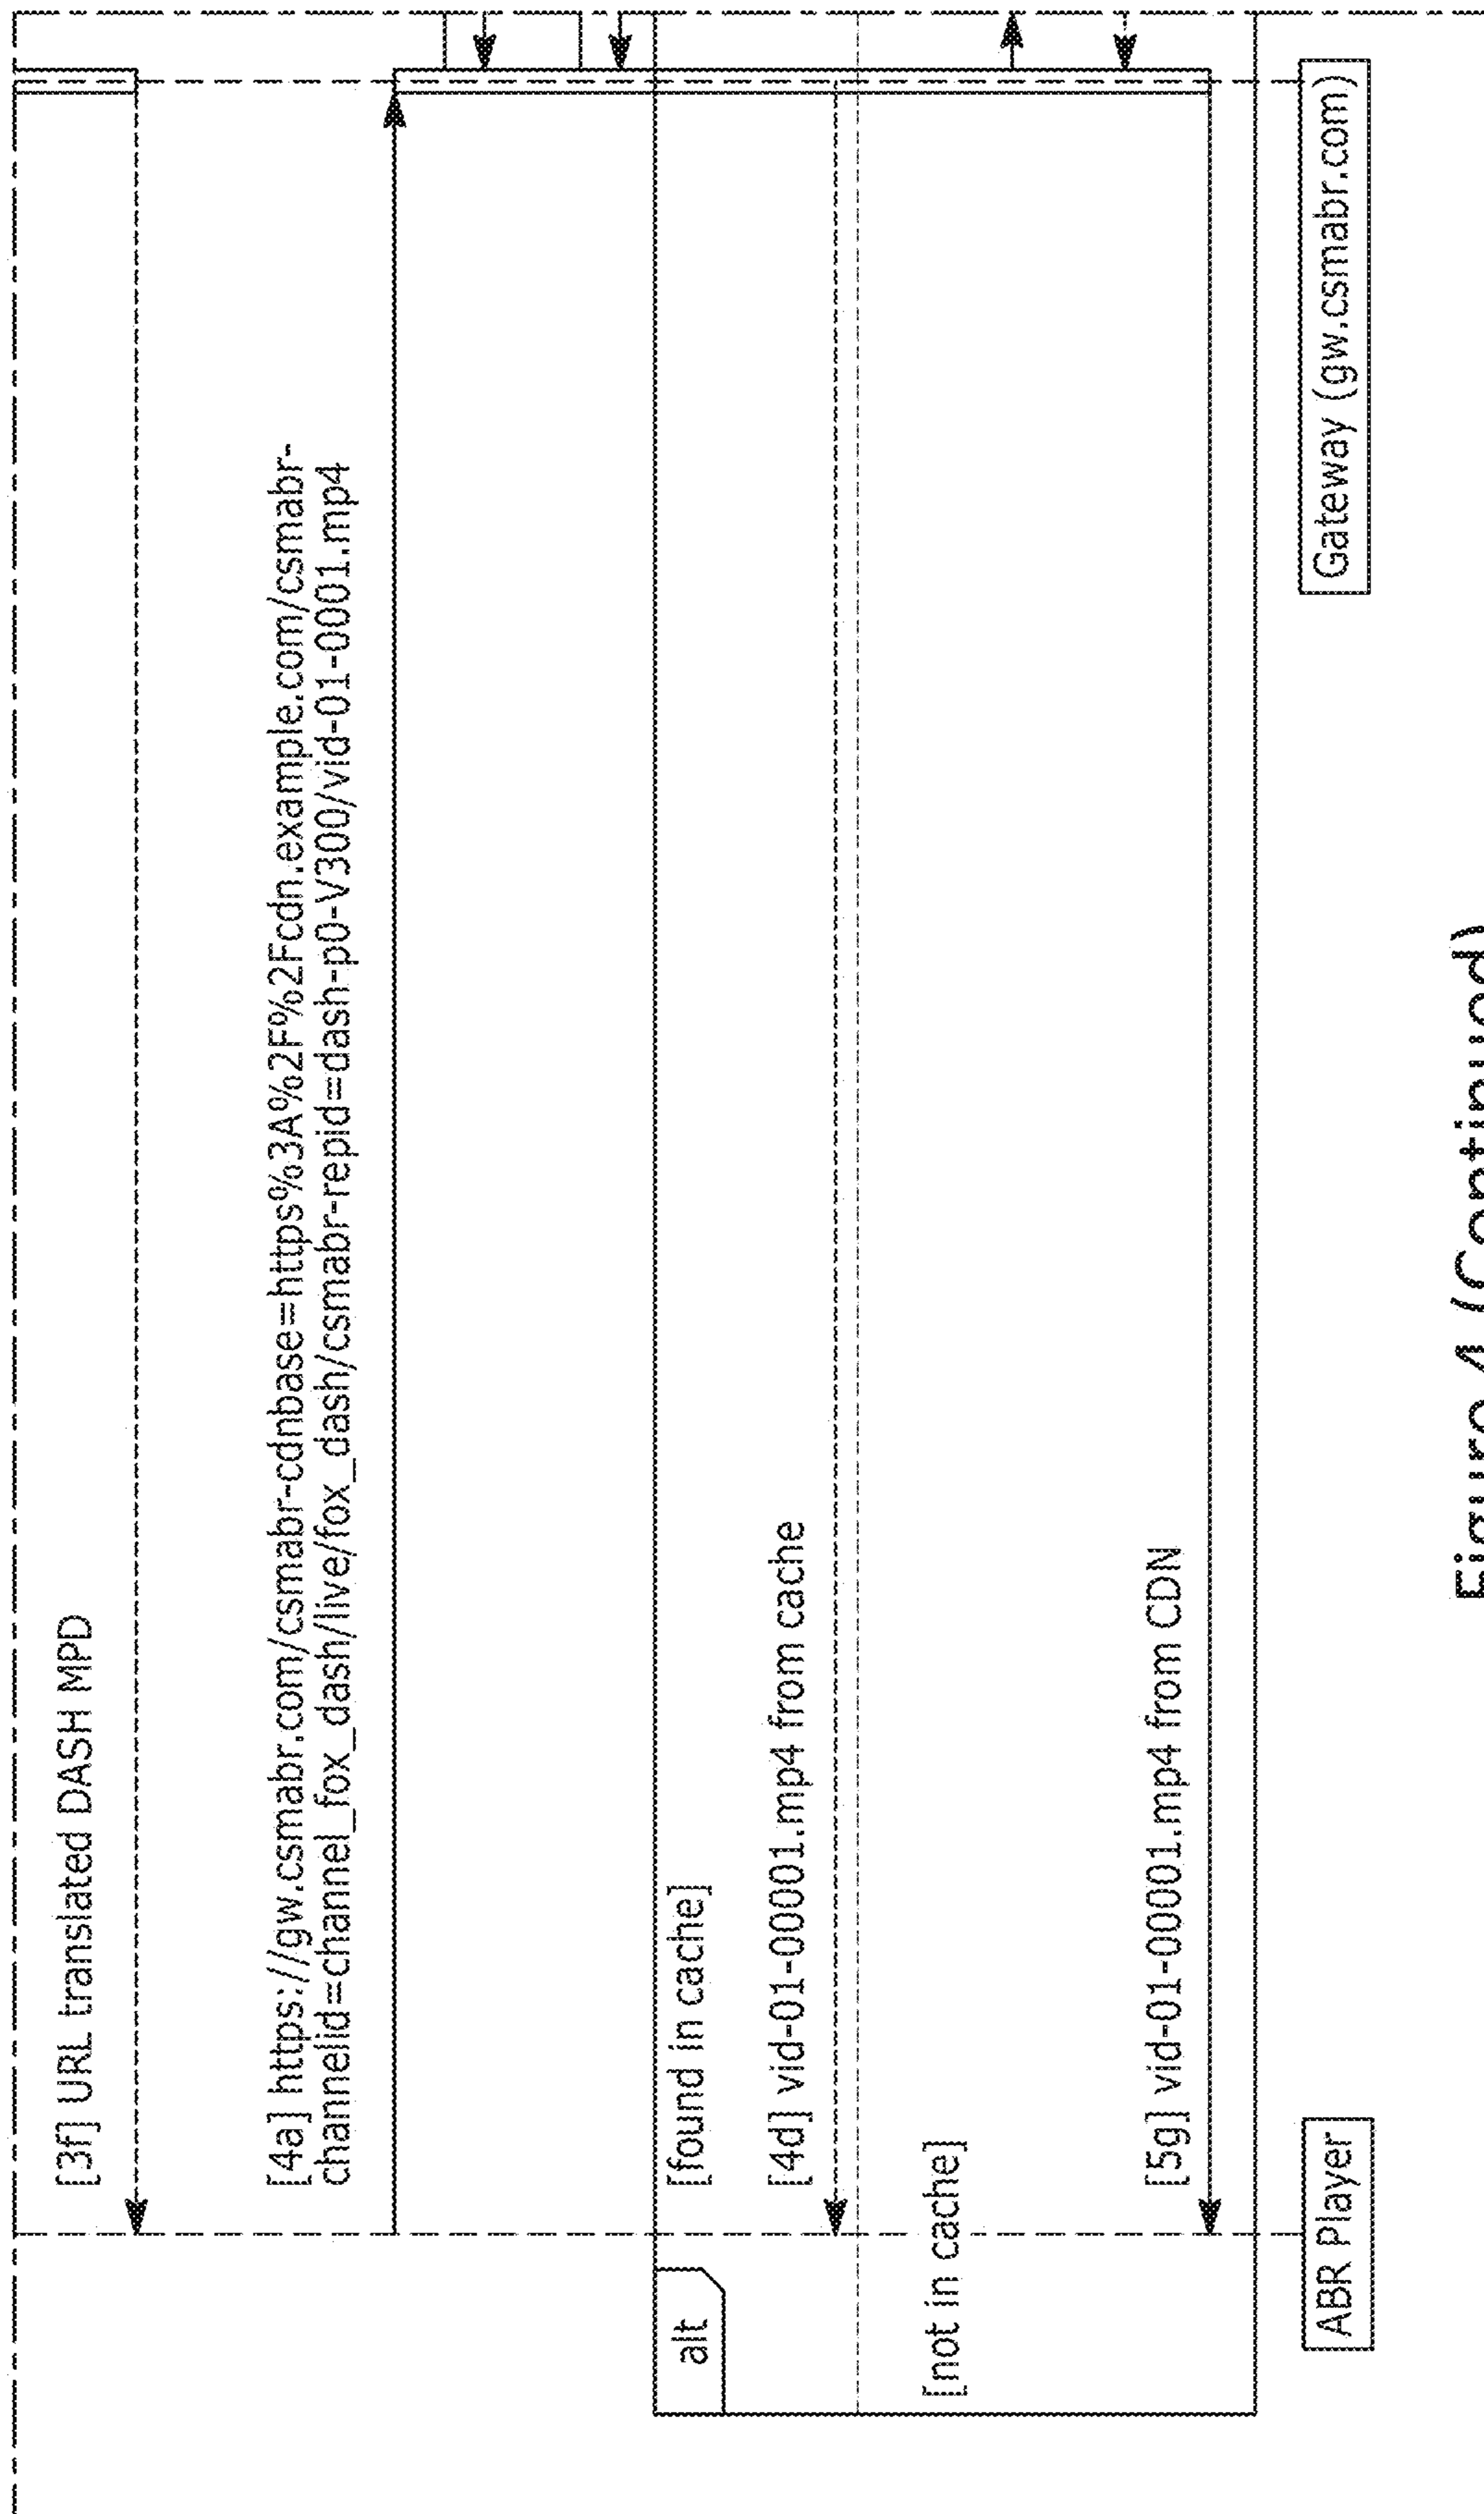 [3f] URL translated DASH MPD
[4a] https://gw.csmabr.com/csmabr-cdnbase=https%3A%2F%2Fcdn.example.com/csmabr-
channelid=channel_fox_dash/live/fox_dash/csmabr-repid=dash-p0-V300/vid-01-0001.mp4
alt
[found in cache]
[4d] vid-01-00001.mp4 from cache
[not in cache]
[5g] vid-01-00001.mp4 from CDN
ABR Player
Gateway (gw.csmabr.com)
Figure 4 (Continued)